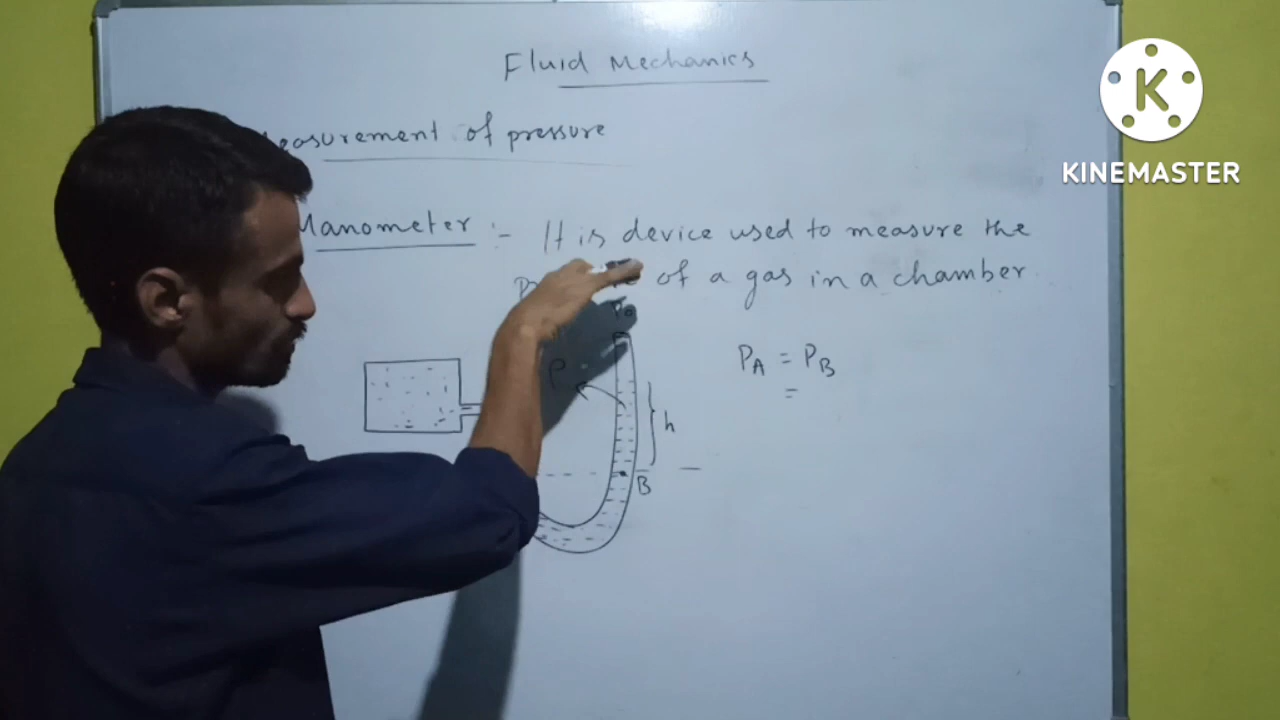 Fluid Mechanics
of pressure
Manometer :- It is device used to measure the
of a gas in a chamber
P_A = P_B
=
ρ
h
B
K
KINEMASTER